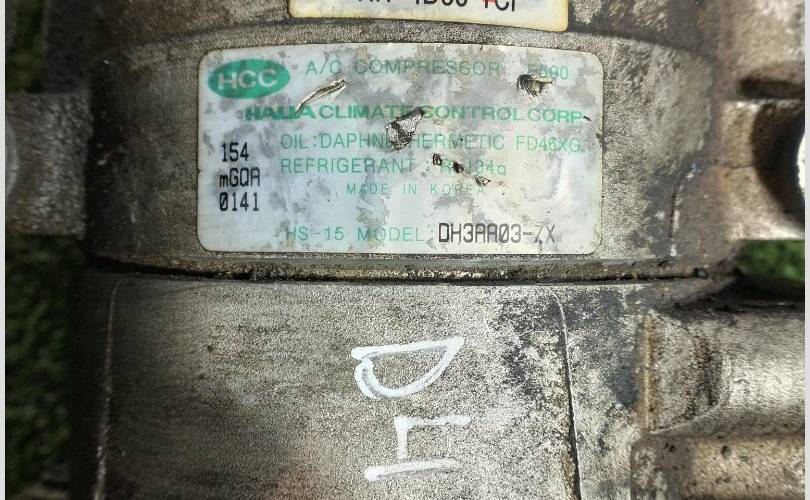 HCC A/C COMPRESSOR
HALLA CLIMATE CONTROL CORP.
OIL:DAPHNE HERMETIC FD46XG
154 REFRIGERANT
mGQA MADE IN KOREA
0141
HS-15 MODEL: DH3AA03-